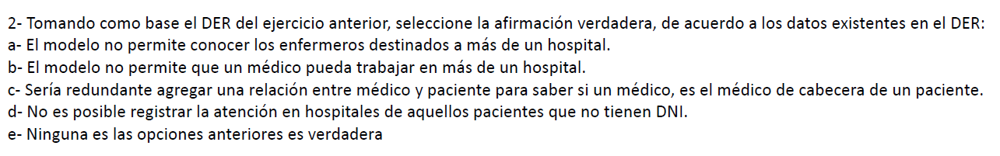 2- Tomando como base el DER del ejercicio anterior, seleccione la afirmación verdadera, de acuerdo a los datos existentes en el DER:
a- El modelo no permite conocer los enfermeros destinados a más de un hospital.
b- El modelo no permite que un médico pueda trabajar en más de un hospital.
c- Sería redundante agregar una relación entre médico y paciente para saber si un médico, es el médico de cabecera de un paciente.
d- No es posible registrar la atención en hospitales de aquellos pacientes que no tienen DNI.
e- Ninguna es las opciones anteriores es verdadera